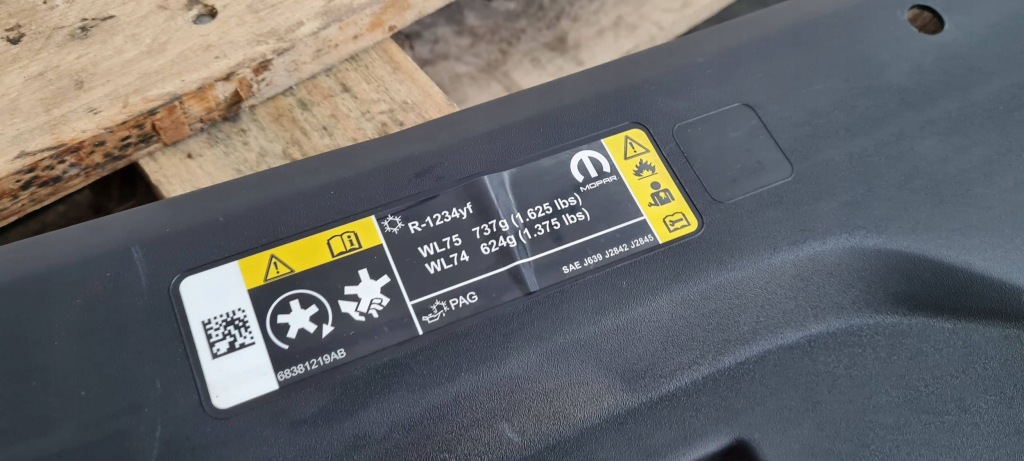 MOPAR
R-1234yf
WL75 737g (1.625 lbs)
WL74 624g (1.375 lbs)
SAE J639 J2842 J2845
PAG
R
68381219AB